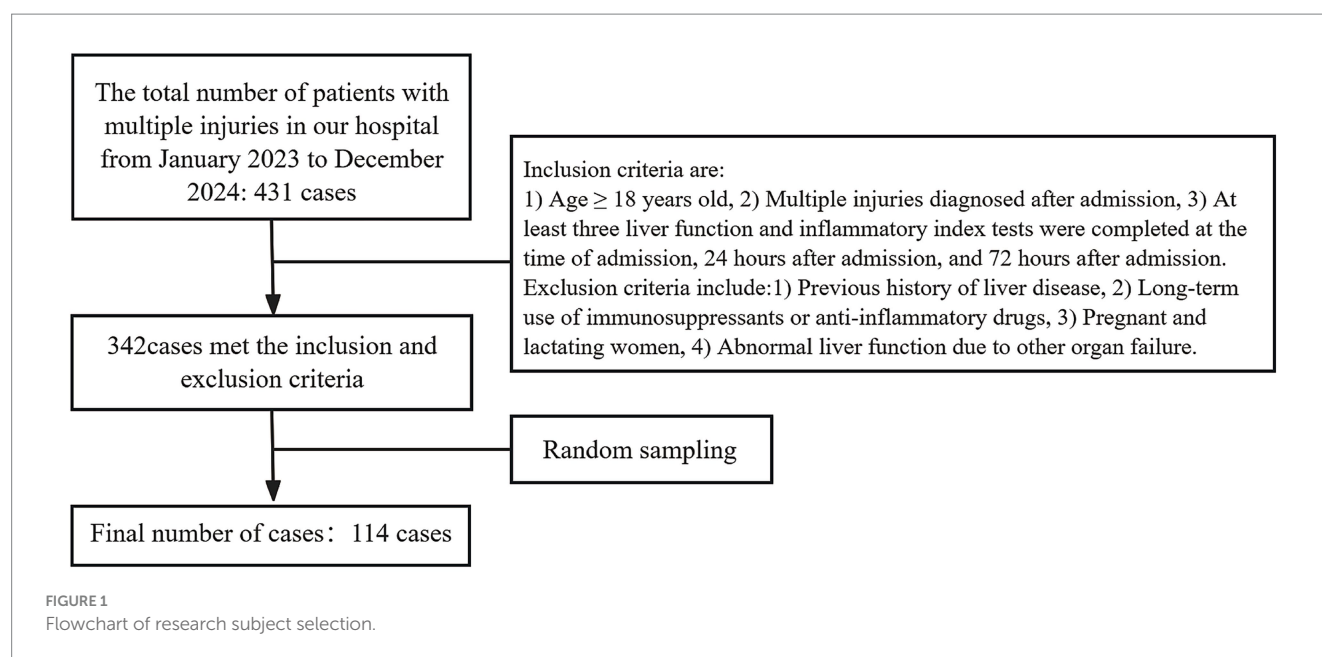 The total number of patients with
multiple injuries in our hospital
from January 2023 to December
2024: 431 cases
Inclusion criteria are:
1) Age ≥ 18 years old, 2) Multiple injuries diagnosed after admission, 3) At
least three liver function and inflammatory index tests were completed at the
time of admission, 24 hours after admission, and 72 hours after admission.
Exclusion criteria include:1) Previous history of liver disease, 2) Long-term
use of immunosuppressants or anti-inflammatory drugs, 3) Pregnant and
lactating women, 4) Abnormal liver function due to other organ failure.
342cases met the inclusion and
exclusion criteria
Random sampling
Final number of cases：114 cases
FIGURE 1
Flowchart of research subject selection.